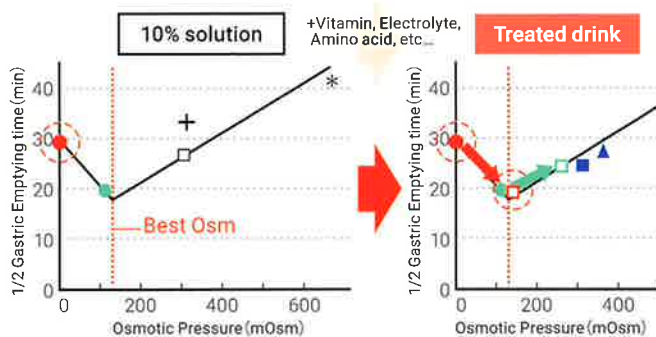 10% solution
+Vitamin, Electrolyte,
Amino acid, etc...
Treated drink
1/2 Gastric Emptying time (min)
40
30
20
10
0
Best Osm
0
200
400
600
Osmotic Pressure (mOsm)
1/2 Gastric Emptying time (min)
40
30
20
10
0
0
200
400
Osmotic Pressure (mOsm)